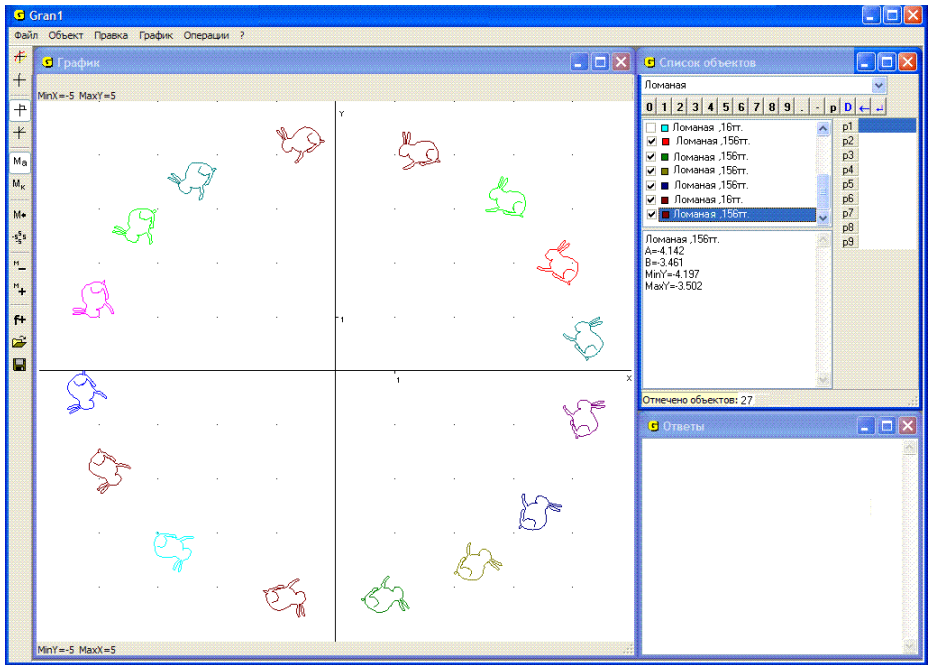 Gran1
Файл Объект Правка График Операции ?
График
MinX=-5 MaxY=5
Y
1
1
X
MinY=-5 MaxX=5
Ma
Mк
M+
M
M
f+
Список объектов
Ломаная
0 1 2 3 4 5 6 7 8 9 . - p D
Ломаная ,16тт.
Ломаная ,156тт.
Ломаная ,156тт.
Ломаная ,156тт.
Ломаная ,156тт.
Ломаная ,16тт.
Ломаная ,156тт.
p1
p2
p3
p4
p5
p6
p7
p8
p9
Ломаная ,156тт.
A=-4.142
B=-3.461
MinY=-4.197
MaxY=-3.502
Отмечено объектов: 27
Ответы